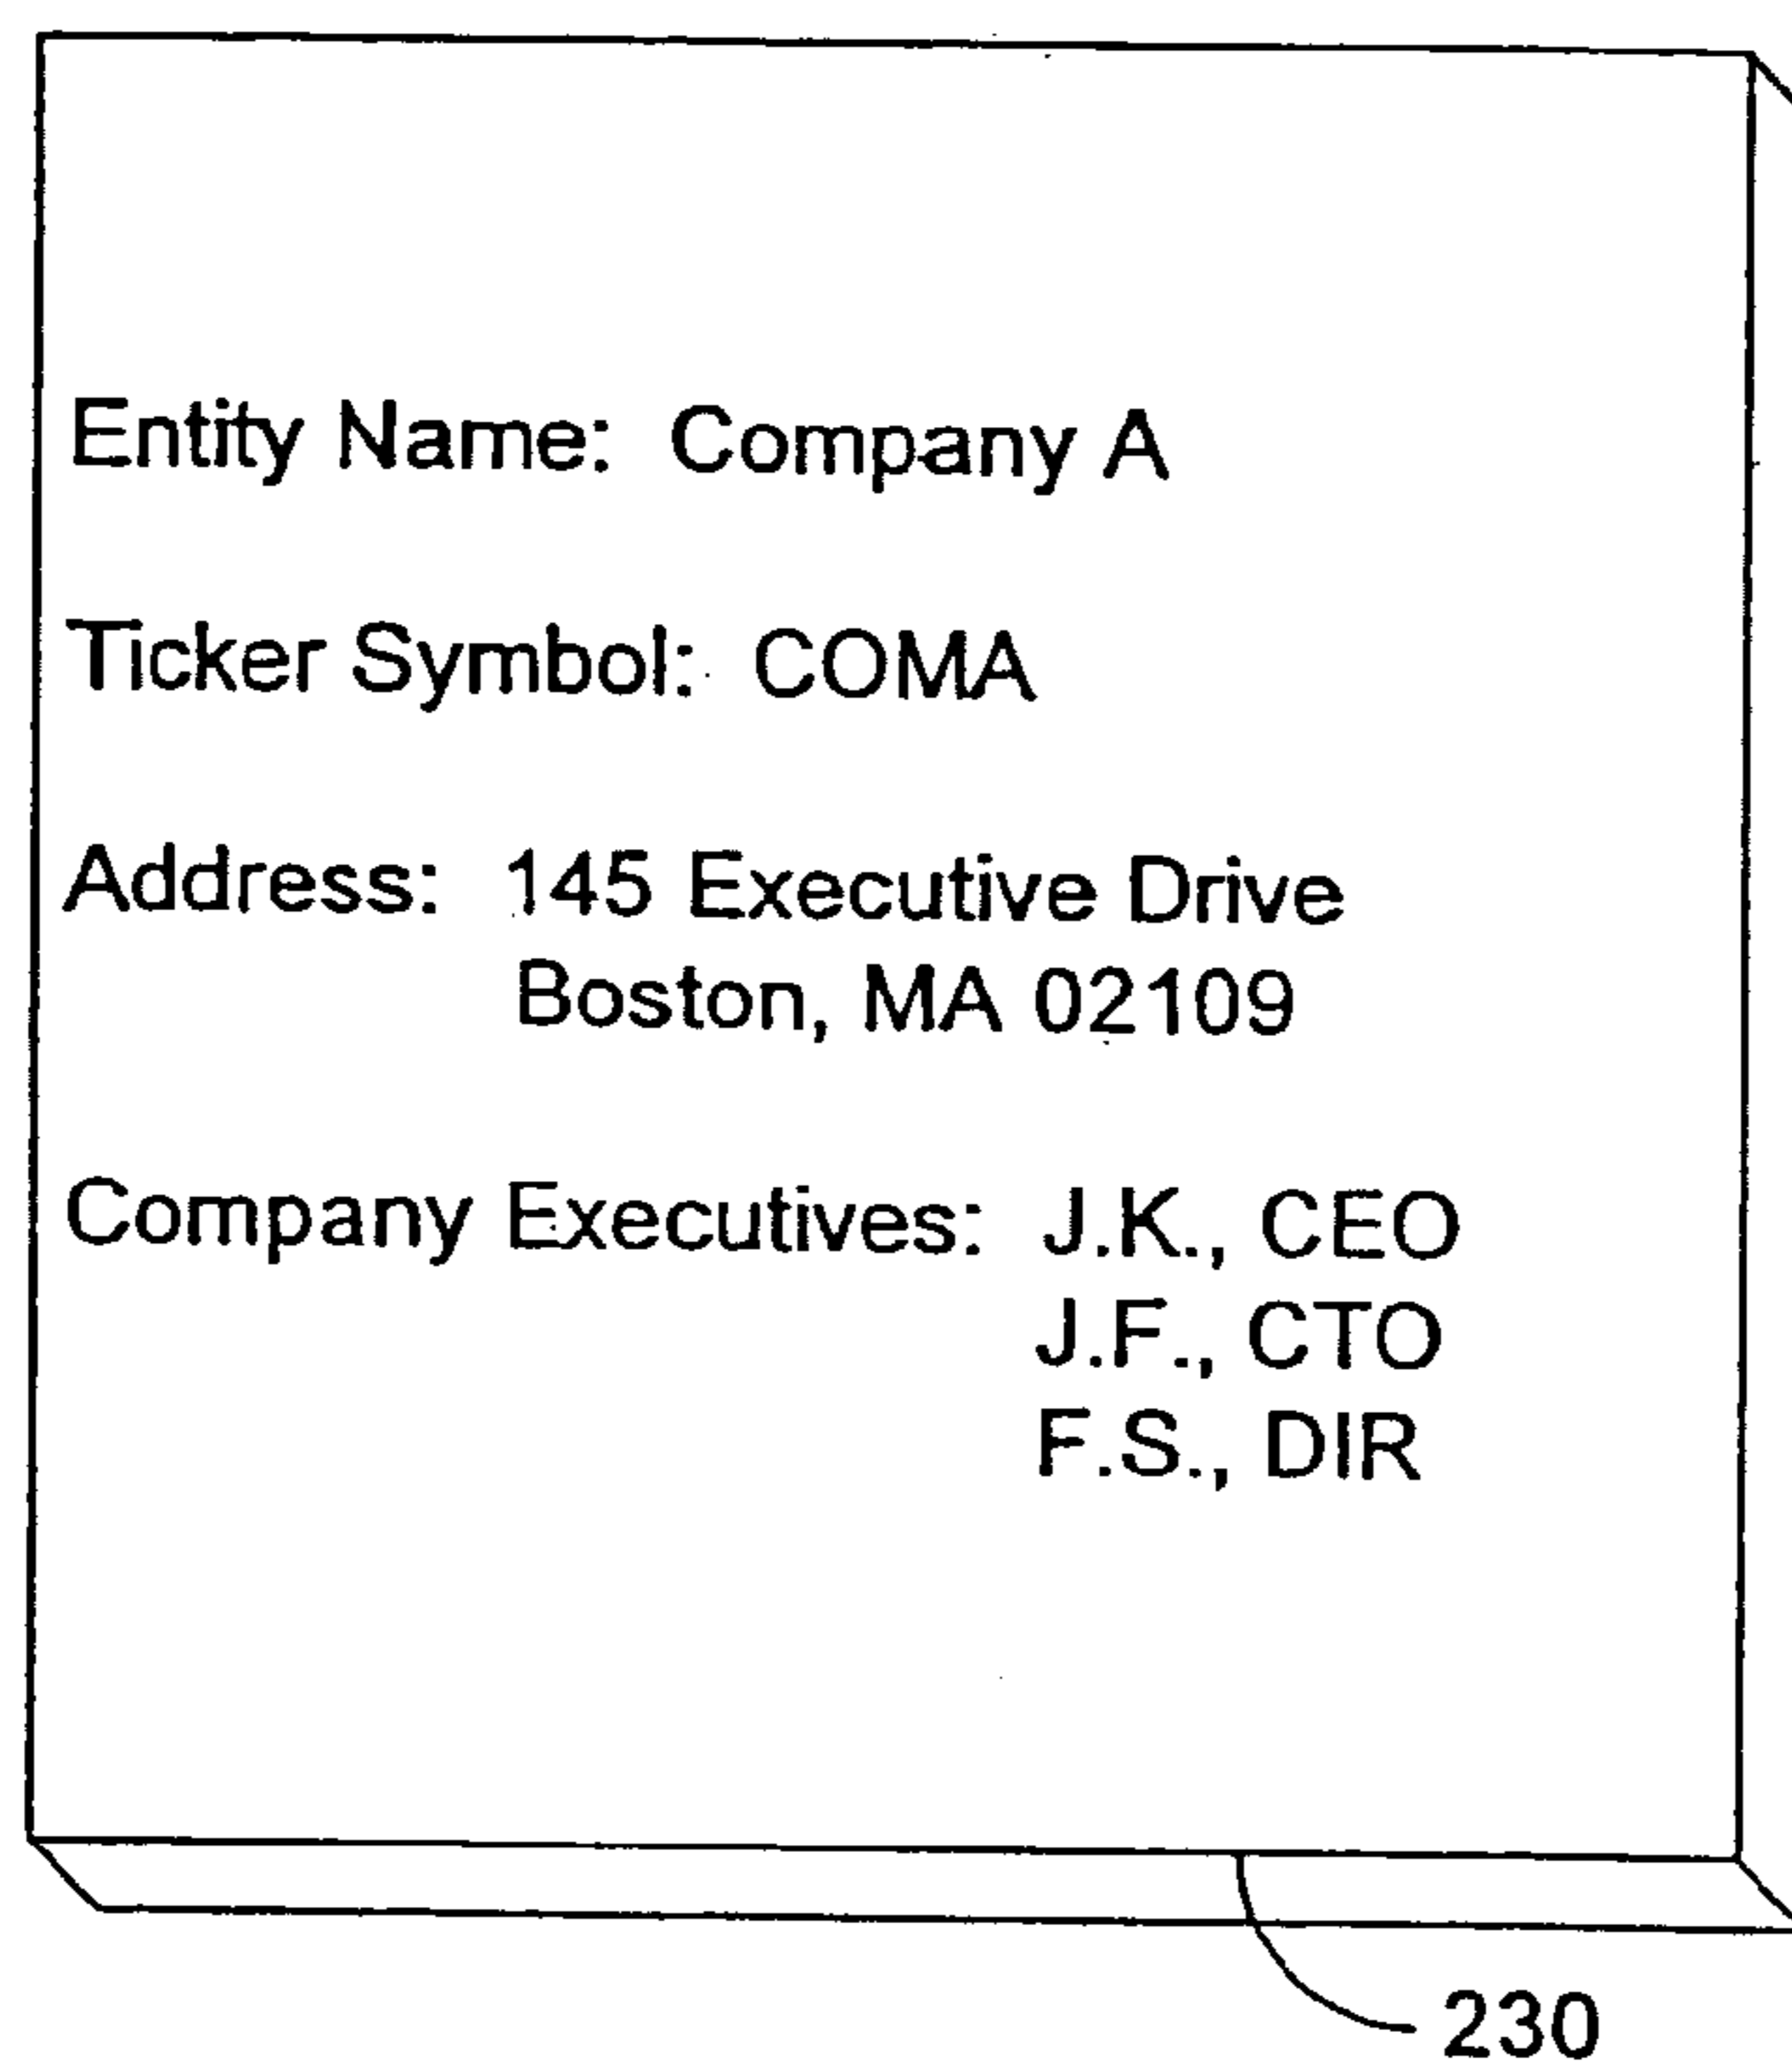 Entity Name: Company A
Ticker Symbol: COMA
Address: 145 Executive Drive
Boston, MA 02109
Company Executives: J.K., CEO
J.F., CTO
F.S., DIR
230